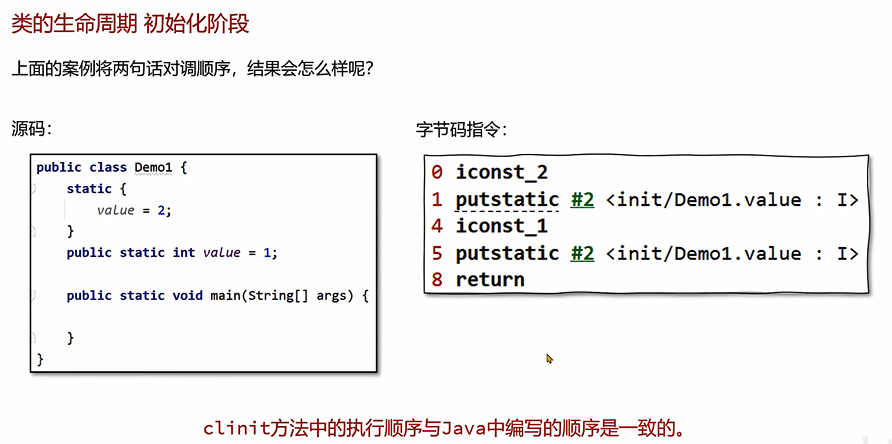 类的生命周期 初始化阶段
上面的案例将两句话对调顺序，结果会怎么样呢？
源码：
public class Demo1 {
static {
value = 2;
}
public static int value = 1;
public static void main(String[] args) {
}
}
字节码指令：
0 iconst_2
1 putstatic #2 <init/Demo1.value : I>
4 iconst_1
5 putstatic #2 <init/Demo1.value : I>
8 return
clinit方法中的执行顺序与Java中编写的顺序是一致的。